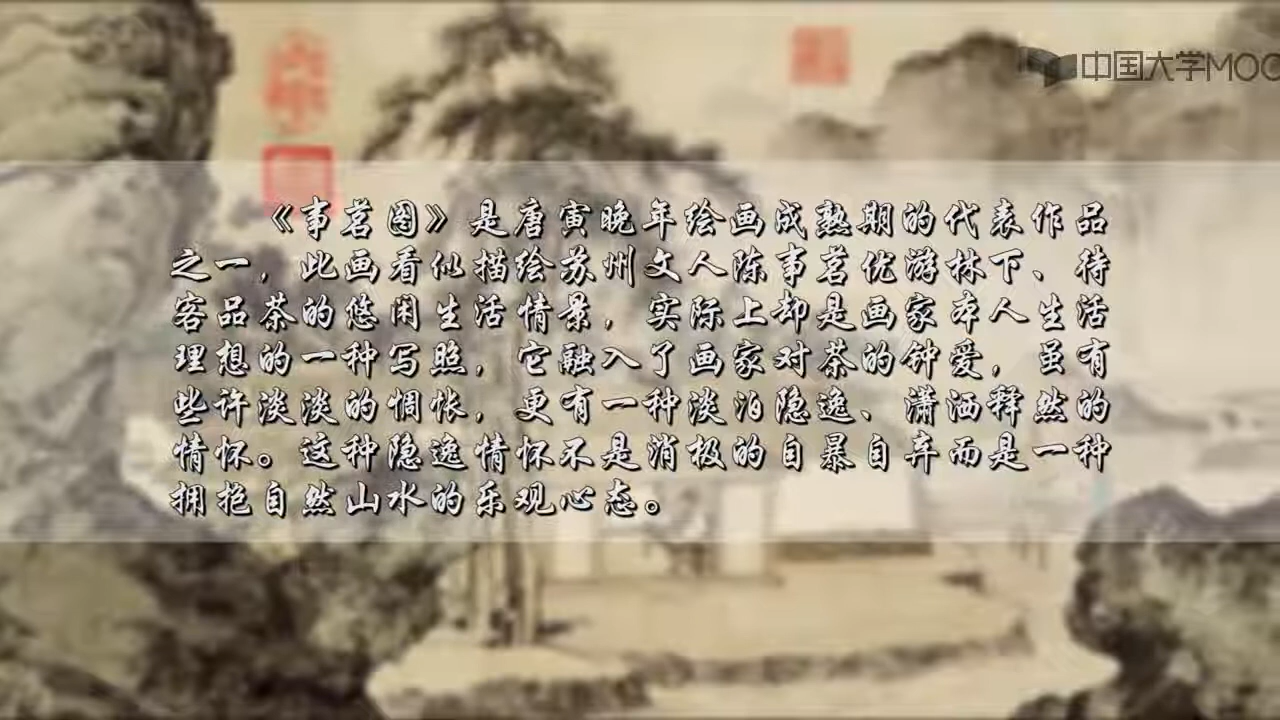 中国大学MOO
《事茗图》是唐寅晚年绘画成熟期的代表作品
之一，此画看似描绘苏州文人陈事茗优游林下、待
客品茶的悠闲生活情景，实际上却是画家本人生活
理想的一种写照，它融入了画家对茶的钟爱，虽有
些许淡淡的惆怅，更有一种淡泊隐逸、潇洒释然的
情怀。这种隐逸情怀不是消极的自暴自弃而是一种
拥抱自然山水的乐观心态。